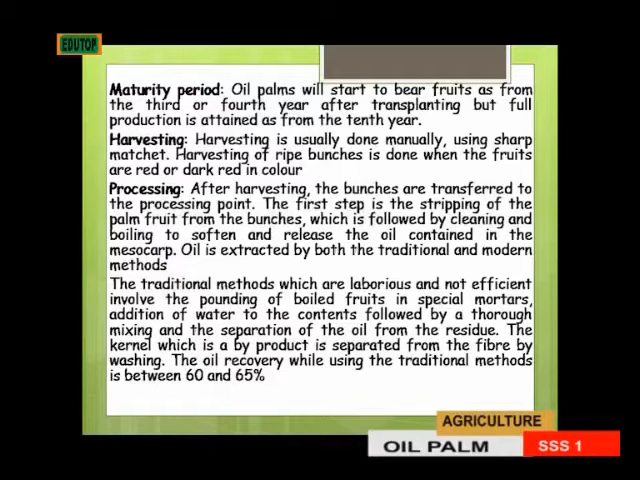 EDUTOP
Maturity period: Oil palms will start to bear fruits as from
the third or fourth year after transplanting but full
production is attained as from the tenth year.
Harvesting: Harvesting is usually done manually, using sharp
matchet. Harvesting of ripe bunches is done when the fruits
are red or dark red in colour
Processing: After harvesting, the bunches are transferred to
the processing point. The first step is the stripping of the
palm fruit from the bunches, which is followed by cleaning and
boiling to soften and release the oil contained in the
mesocarp. Oil is extracted by both the traditional and modern
methods
The traditional methods which are laborious and not efficient
involve the pounding of boiled fruits in special mortars,
addition of water to the contents followed by a thorough
mixing and the separation of the oil from the residue. The
kernel which is a by product is separated from the fibre by
washing. The oil recovery while using the traditional methods
is between 60 and 65%
AGRICULTURE
OIL PALM SSS 1